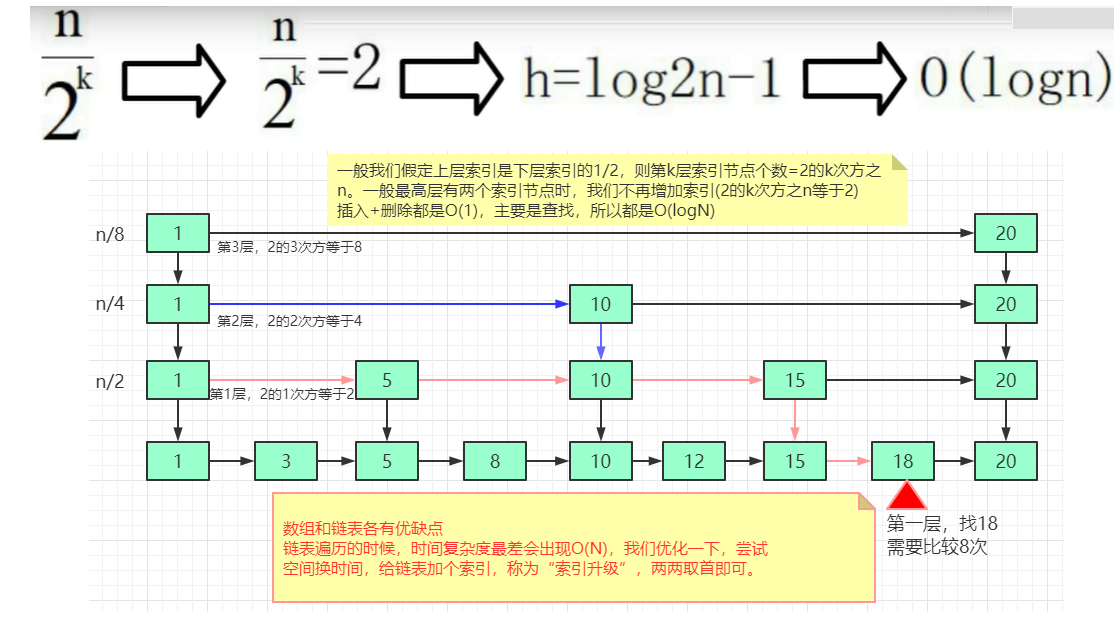 n/2^k ⇨ n/2^k=2 ⇨ h=log2n-1 ⇨ O(logn)
一般我们假定上层索引是下层索引的1/2，则第k层索引节点个数=2的k次方之
n。一般最高层有两个索引节点时，我们不再增加索引(2的k次方之n等于2)
插入+删除都是O(1)，主要是查找，所以都是O(logN)
n/8 1 20
第3层，2的3次方等于8
n/4 1 10 20
第2层，2的2次方等于4
n/2 1 5 10 15 20
第1层，2的1次方等于2
1 3 5 8 10 12 15 18 20
数组和链表各有优缺点
链表遍历的时候，时间复杂度最差会出现O(N)，我们优化一下，尝试
空间换时间，给链表加个索引，称为“索引升级”，两两取首即可。
第一层，找18
需要比较8次